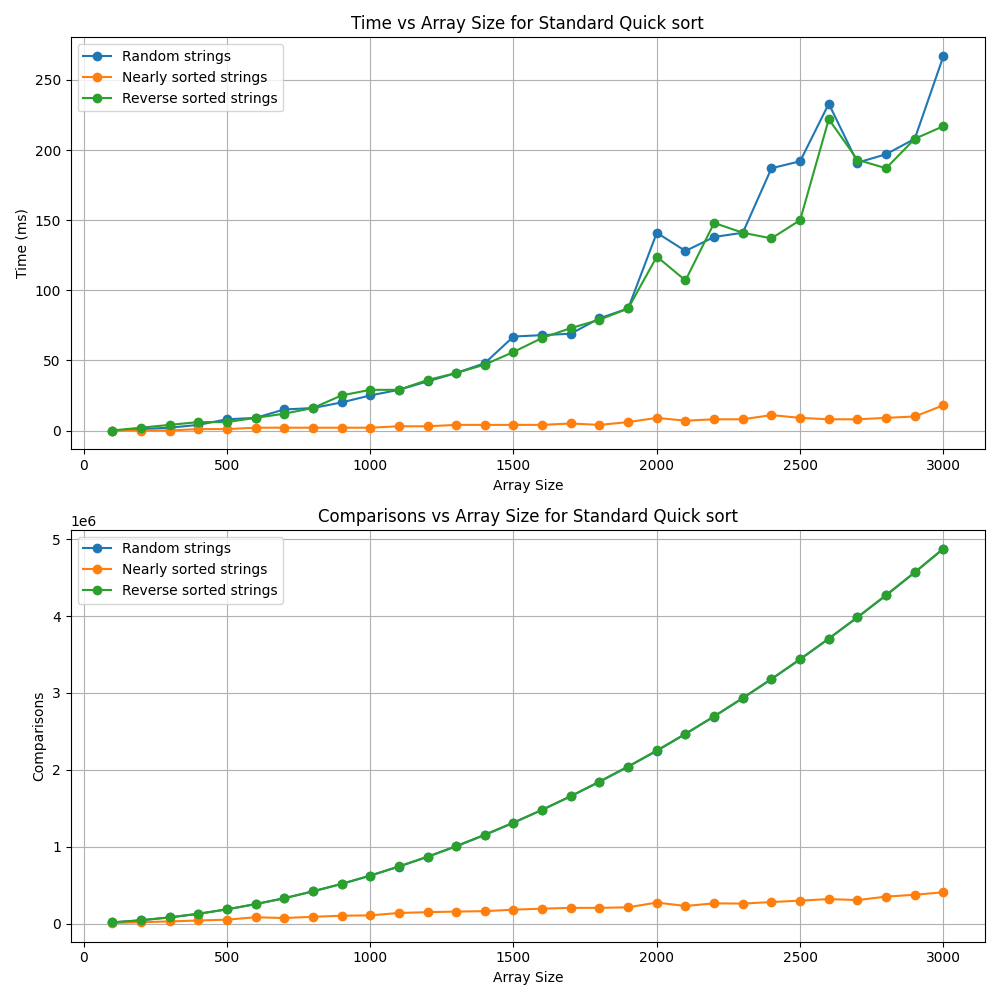 Time vs Array Size for Standard Quick sort
Random strings
Nearly sorted strings
Reverse sorted strings
Time (ms)
250
200
150
100
50
0
0 500 1000 1500 2000 2500 3000
Array Size
Comparisons vs Array Size for Standard Quick sort
1e6
Random strings
Nearly sorted strings
Reverse sorted strings
Comparisons
5
4
3
2
1
0
0 500 1000 1500 2000 2500 3000
Array Size